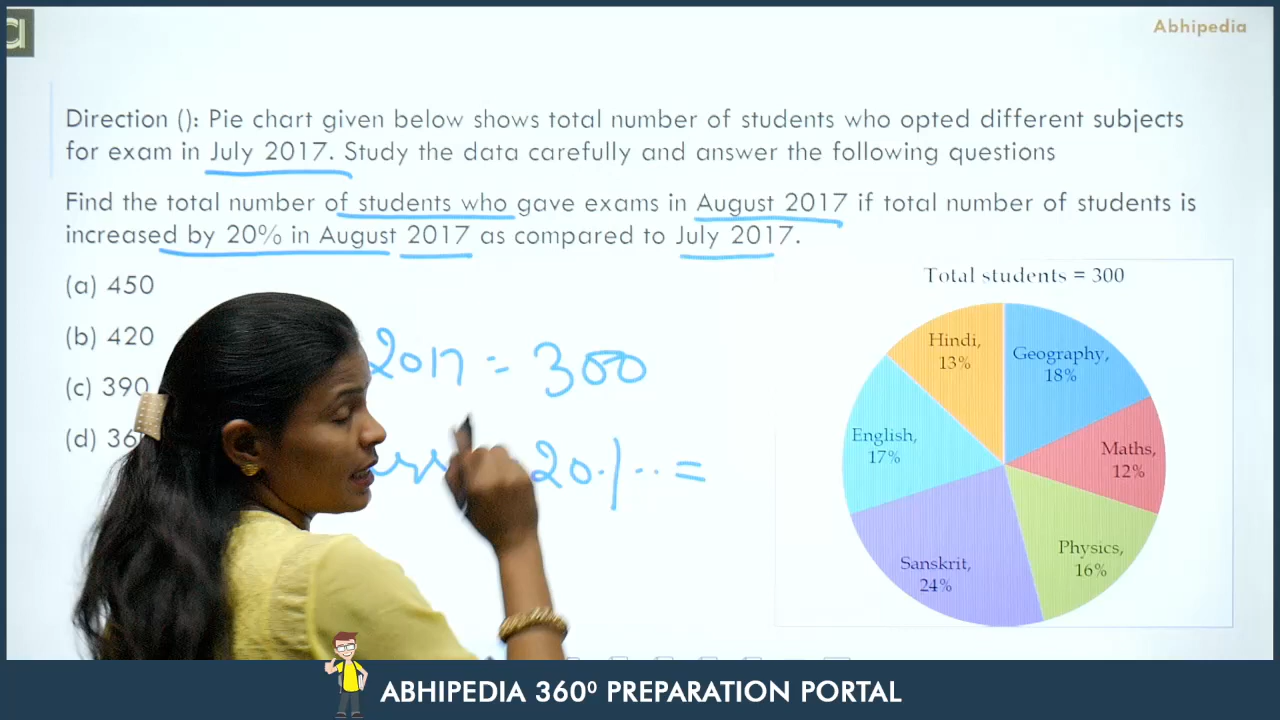 Abhipedia
Direction (): Pie chart given below shows total number of students who opted different subjects
for exam in July 2017. Study the data carefully and answer the following questions
Find the total number of students who gave exams in August 2017 if total number of students is
increased by 20% in August 2017 as compared to July 2017.
(a) 450
(b) 420
(c) 390
(d)
2017 = 300
20% =
Total students = 300
Hindi,
13%
Geography,
18%
English,
17%
Maths,
12%
Sanskrit,
24%
Physics,
16%
ABHIPEDIA 360⁰ PREPARATION PORTAL